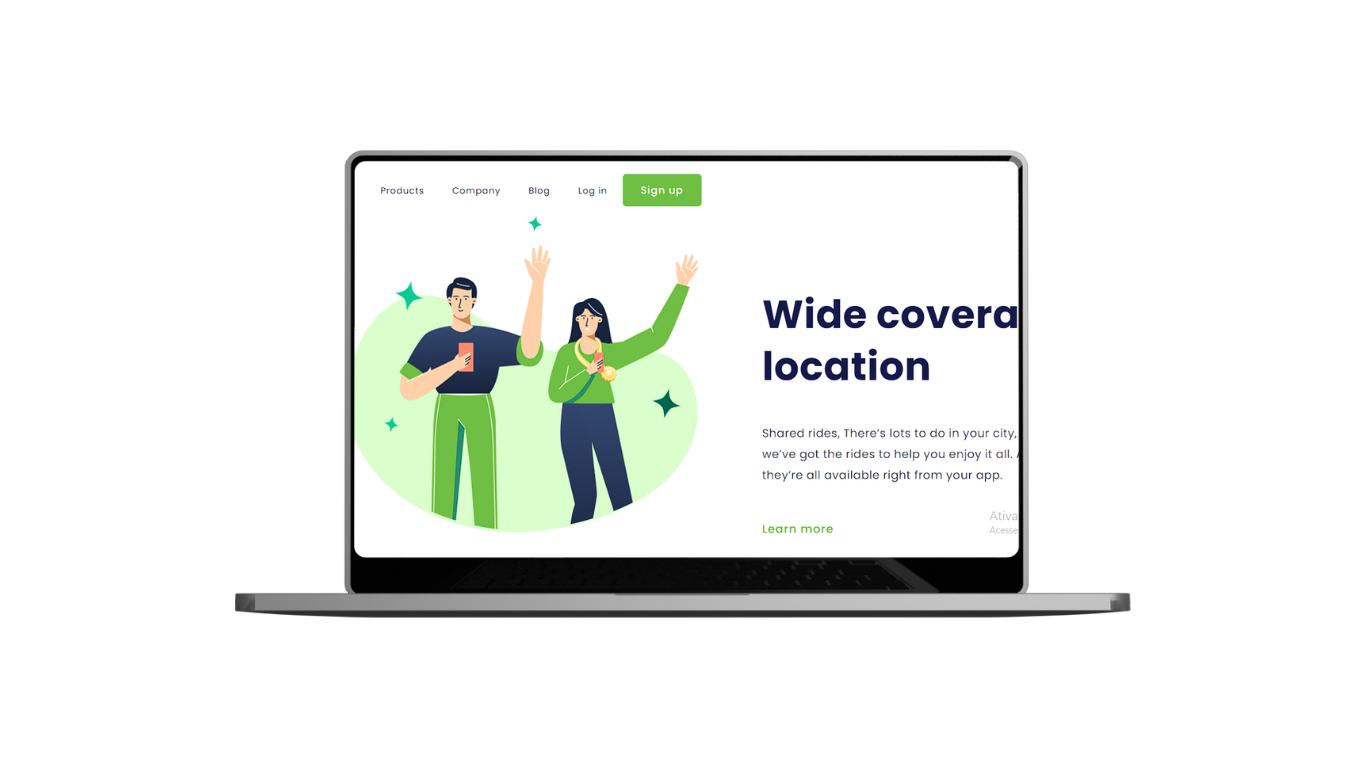 Products Company Blog Log in Sign up
Wide covera
location
Shared rides, There's lots to do in your city,
we've got the rides to help you enjoy it all.
they're all available right from your app.
Learn more
Ativa
Acesse